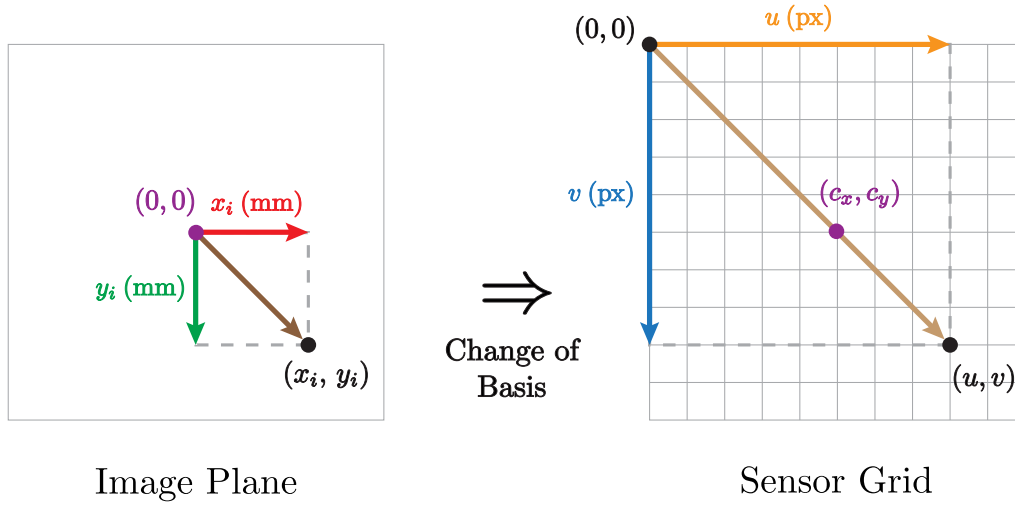 (0, 0)
u (px)
(0, 0)
x_i (mm)
v (px)
(c_x, c_y)
y_i (mm)
⇒
Change of
Basis
(x_i, y_i)
(u, v)
Image Plane
Sensor Grid